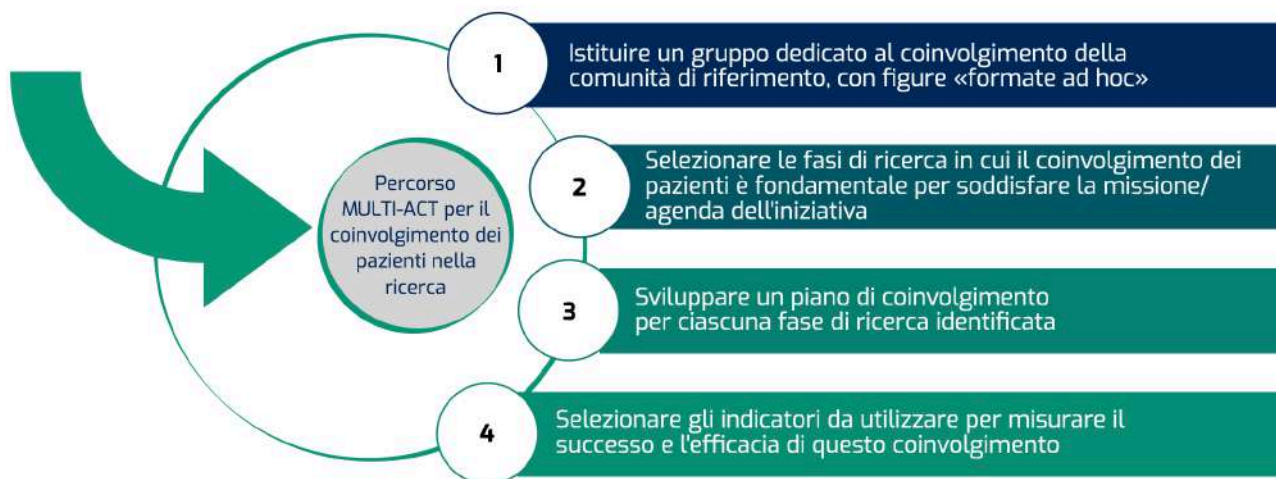 1
Istituire un gruppo dedicato al coinvolgimento della
comunità di riferimento, con figure «formate ad hoc»
2
Selezionare le fasi di ricerca in cui il coinvolgimento dei
pazienti è fondamentale per soddisfare la missione/
agenda dell'iniziativa
Percorso
MULTI-ACT per il
coinvolgimento dei
pazienti nella
ricerca
3
Sviluppare un piano di coinvolgimento
per ciascuna fase di ricerca identificata
4
Selezionare gli indicatori da utilizzare per misurare il
successo e l'efficacia di questo coinvolgimento